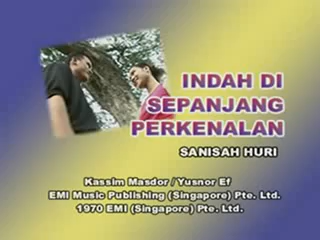 INDAH DI
SEPANJANG
PERKENALAN
SANISAH HURI
Kassim Masdor / Yusnor Ef
EMI Music Publishing (Singapore) Pte. Ltd.
1970 EMI (Singapore) Pte. Ltd.